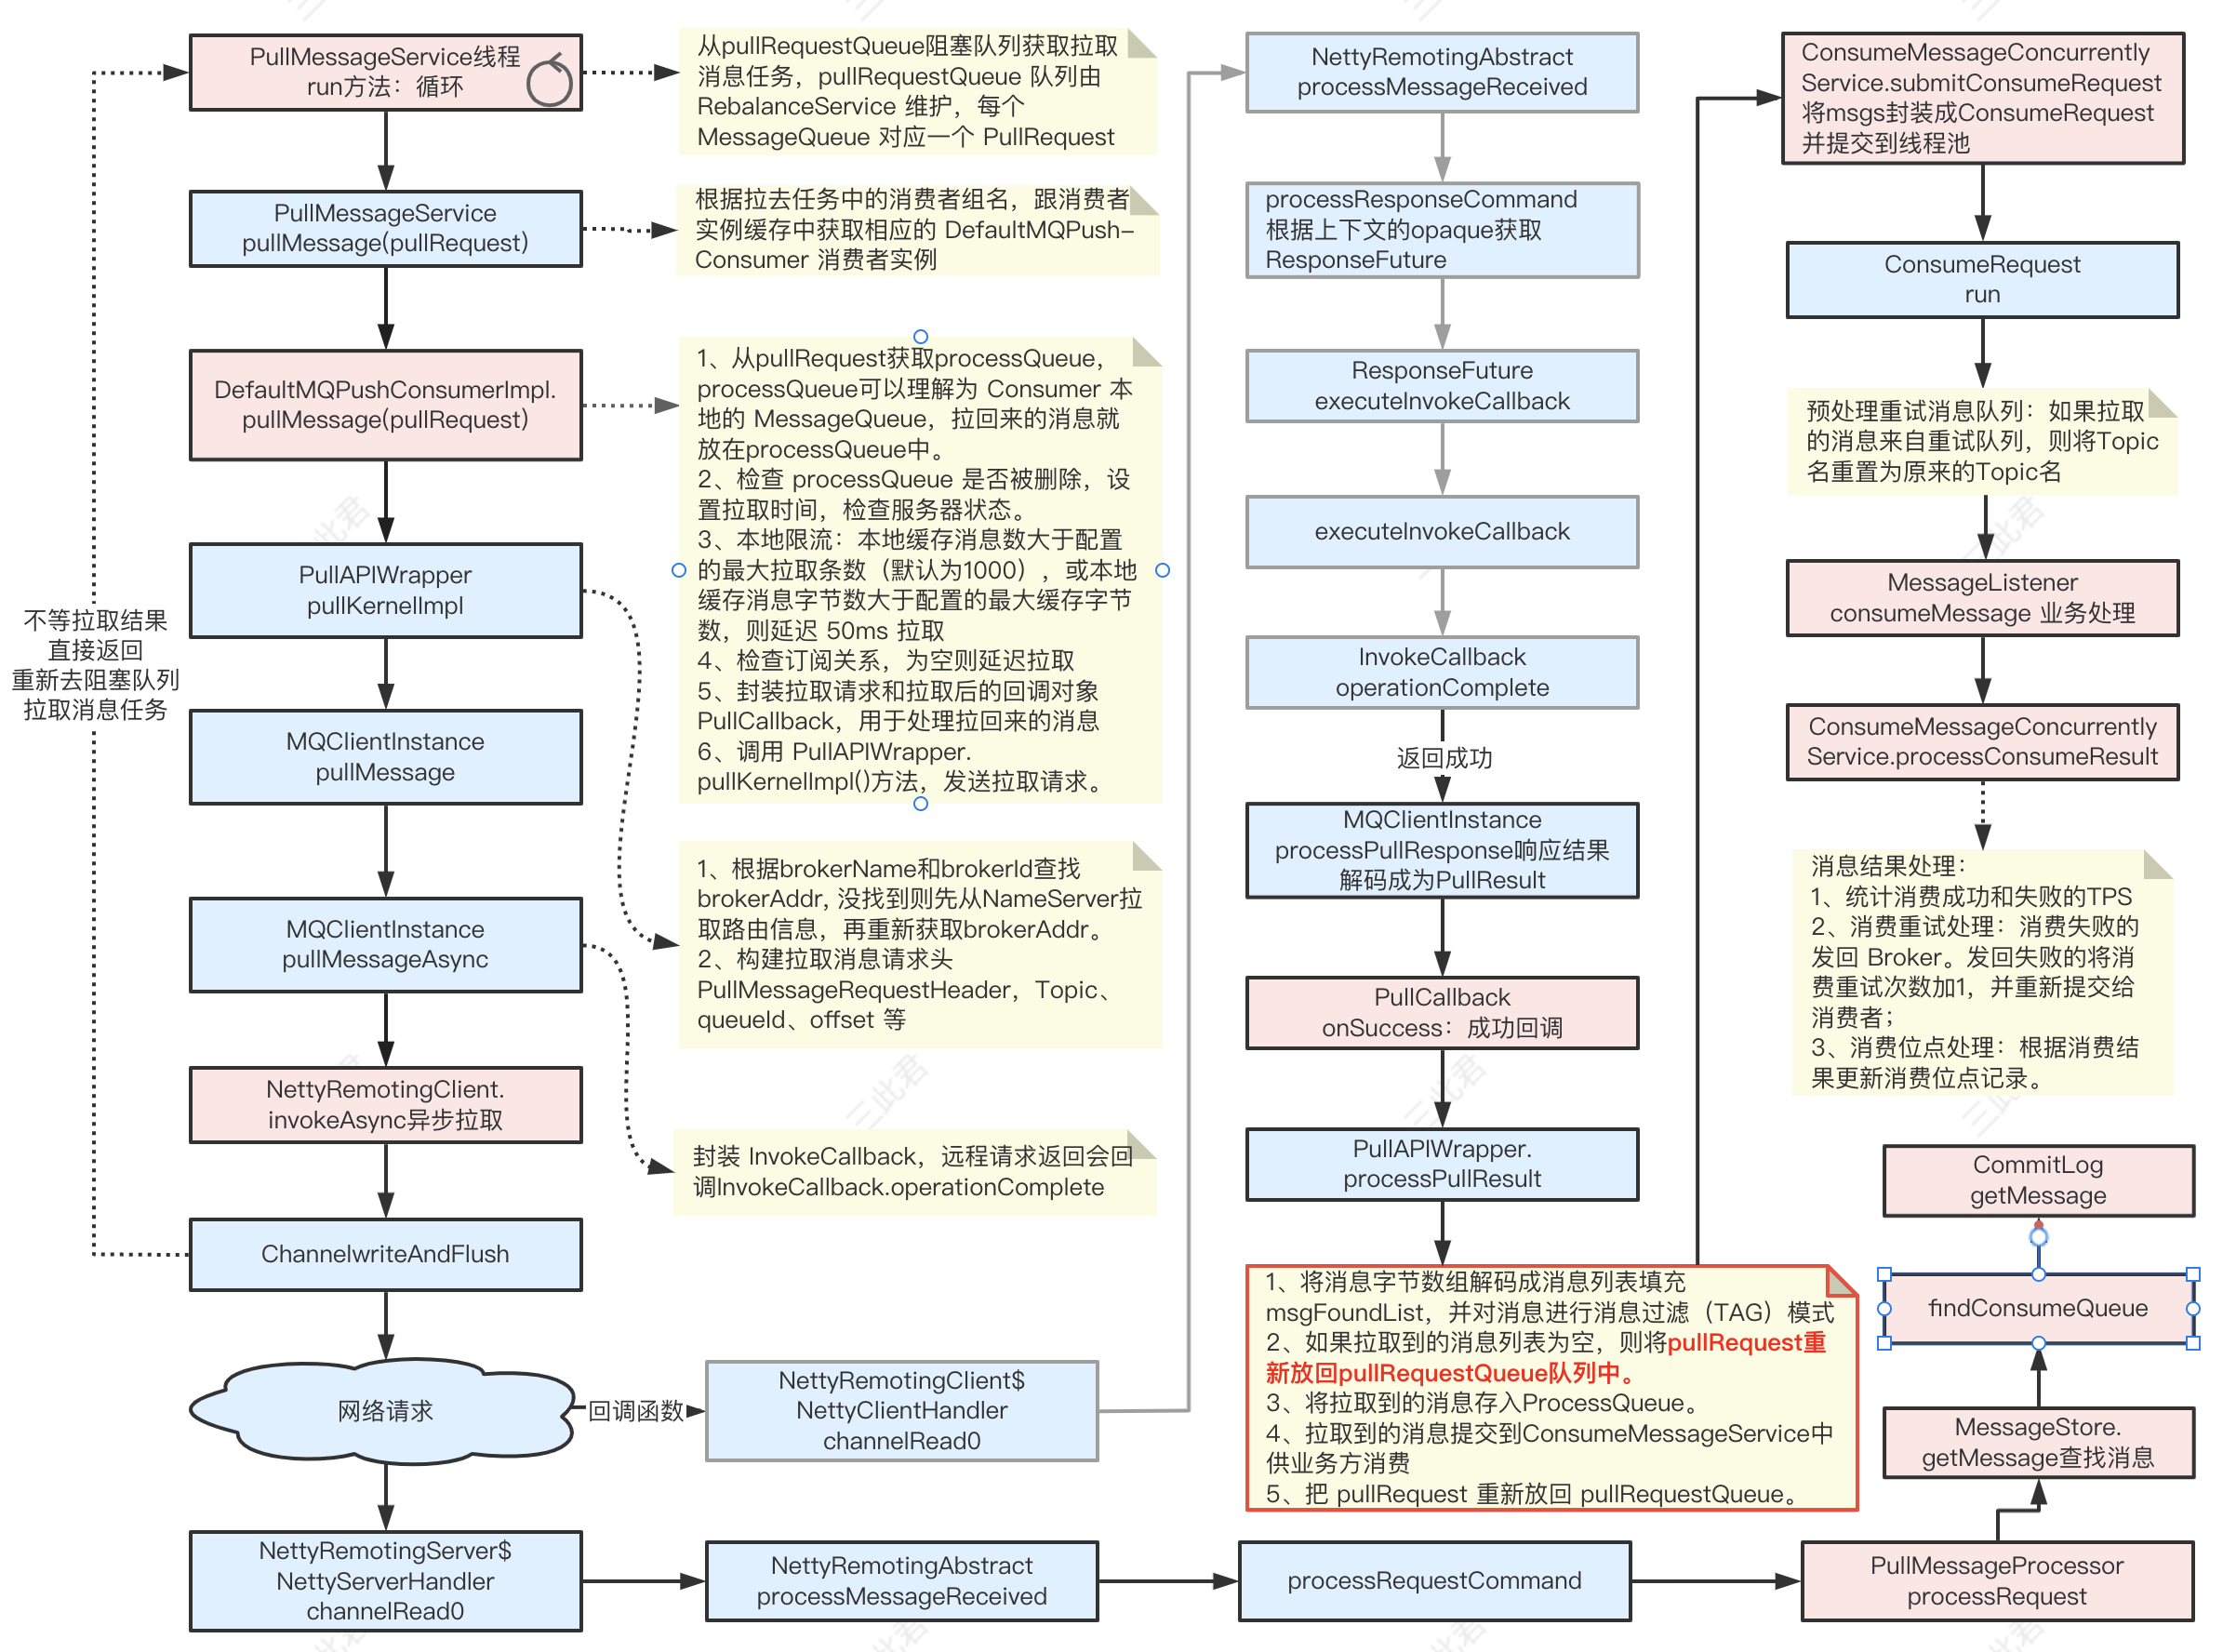 PullMessageService线程
run方法：循环
从pullRequestQueue阻塞队列获取拉取
消息任务，pullRequestQueue 队列由
RebalanceService 维护，每个
MessageQueue 对应一个 PullRequest
PullMessageService
pullMessage(pullRequest)
根据拉去任务中的消费者组名，跟消费者
实例缓存中获取相应的 DefaultMQPush-
Consumer 消费者实例
DefaultMQPushConsumerImpl.
pullMessage(pullRequest)
1、从pullRequest获取processQueue，
processQueue可以理解为 Consumer 本
地的 MessageQueue，拉回来的消息就
放在processQueue中。
2、检查 processQueue 是否被删除，设
置拉取时间，检查服务器状态。
3、本地限流：本地缓存消息数大于配置
的最大拉取条数（默认为1000），或本地
缓存消息字节数大于配置的最大缓存字节
数，则延迟 50ms 拉取
4、检查订阅关系，为空则延迟拉取
5、封装拉取请求和拉取后的回调对象
PullCallback，用于处理拉回来的消息
6、调用 PullAPIWrapper.
pullKernelImpl()方法，发送拉取请求。
PullAPIWrapper
pullKernelImpl
不等拉取结果
直接返回
重新去阻塞队列
拉取消息任务
MQClientInstance
pullMessage
1、根据brokerName和brokerId查找
brokerAddr, 没找到则先从NameServer拉
取路由信息，再重新获取brokerAddr。
2、构建拉取消息请求头
PullMessageRequestHeader，Topic、
queueId、offset 等
MQClientInstance
pullMessageAsync
NettyRemotingClient.
invokeAsync异步拉取
封装 InvokeCallback，远程请求返回会回
调InvokeCallback.operationComplete
ChannelwriteAndFlush
网络请求
回调函数
NettyRemotingClient$
NettyClientHandler
channelRead0
NettyRemotingServer$
NettyServerHandler
channelRead0
NettyRemotingAbstract
processMessageReceived
processRequestCommand
PullMessageProcessor
processRequest
MessageStore.
getMessage查找消息
findConsumeQueue
CommitLog
getMessage
NettyRemotingAbstract
processMessageReceived
processResponseCommand
根据上下文的opaque获取
ResponseFuture
ResponseFuture
executeInvokeCallback
executeInvokeCallback
InvokeCallback
operationComplete
返回成功
MQClientInstance
processPullResponse响应结果
解码成为PullResult
PullCallback
onSuccess：成功回调
PullAPIWrapper.
processPullResult
1、将消息字节数组解码成消息列表填充
msgFoundList，并对消息进行消息过滤（TAG）模式
2、如果拉取到的消息列表为空，则将pullRequest重
新放回pullRequestQueue队列中。
3、将拉取到的消息存入ProcessQueue。
4、拉取到的消息提交到ConsumeMessageService中
供业务方消费
5、把 pullRequest 重新放回 pullRequestQueue。
ConsumeMessageConcurrently
Service.submitConsumeRequest
将msgs封装成ConsumeRequest
并提交到线程池
ConsumeRequest
run
预处理重试消息队列：如果拉取
的消息来自重试队列，则将Topic
名重置为原来的Topic名
MessageListener
consumeMessage 业务处理
ConsumeMessageConcurrently
Service.processConsumeResult
消息结果处理：
1、统计消费成功和失败的TPS
2、消费重试处理：消费失败的
发回 Broker。发回失败的将消
费重试次数加1，并重新提交给
消费者；
3、消费位点处理：根据消费结
果更新消费位点记录。
三此君
三此君
三此君
三此君
三此君